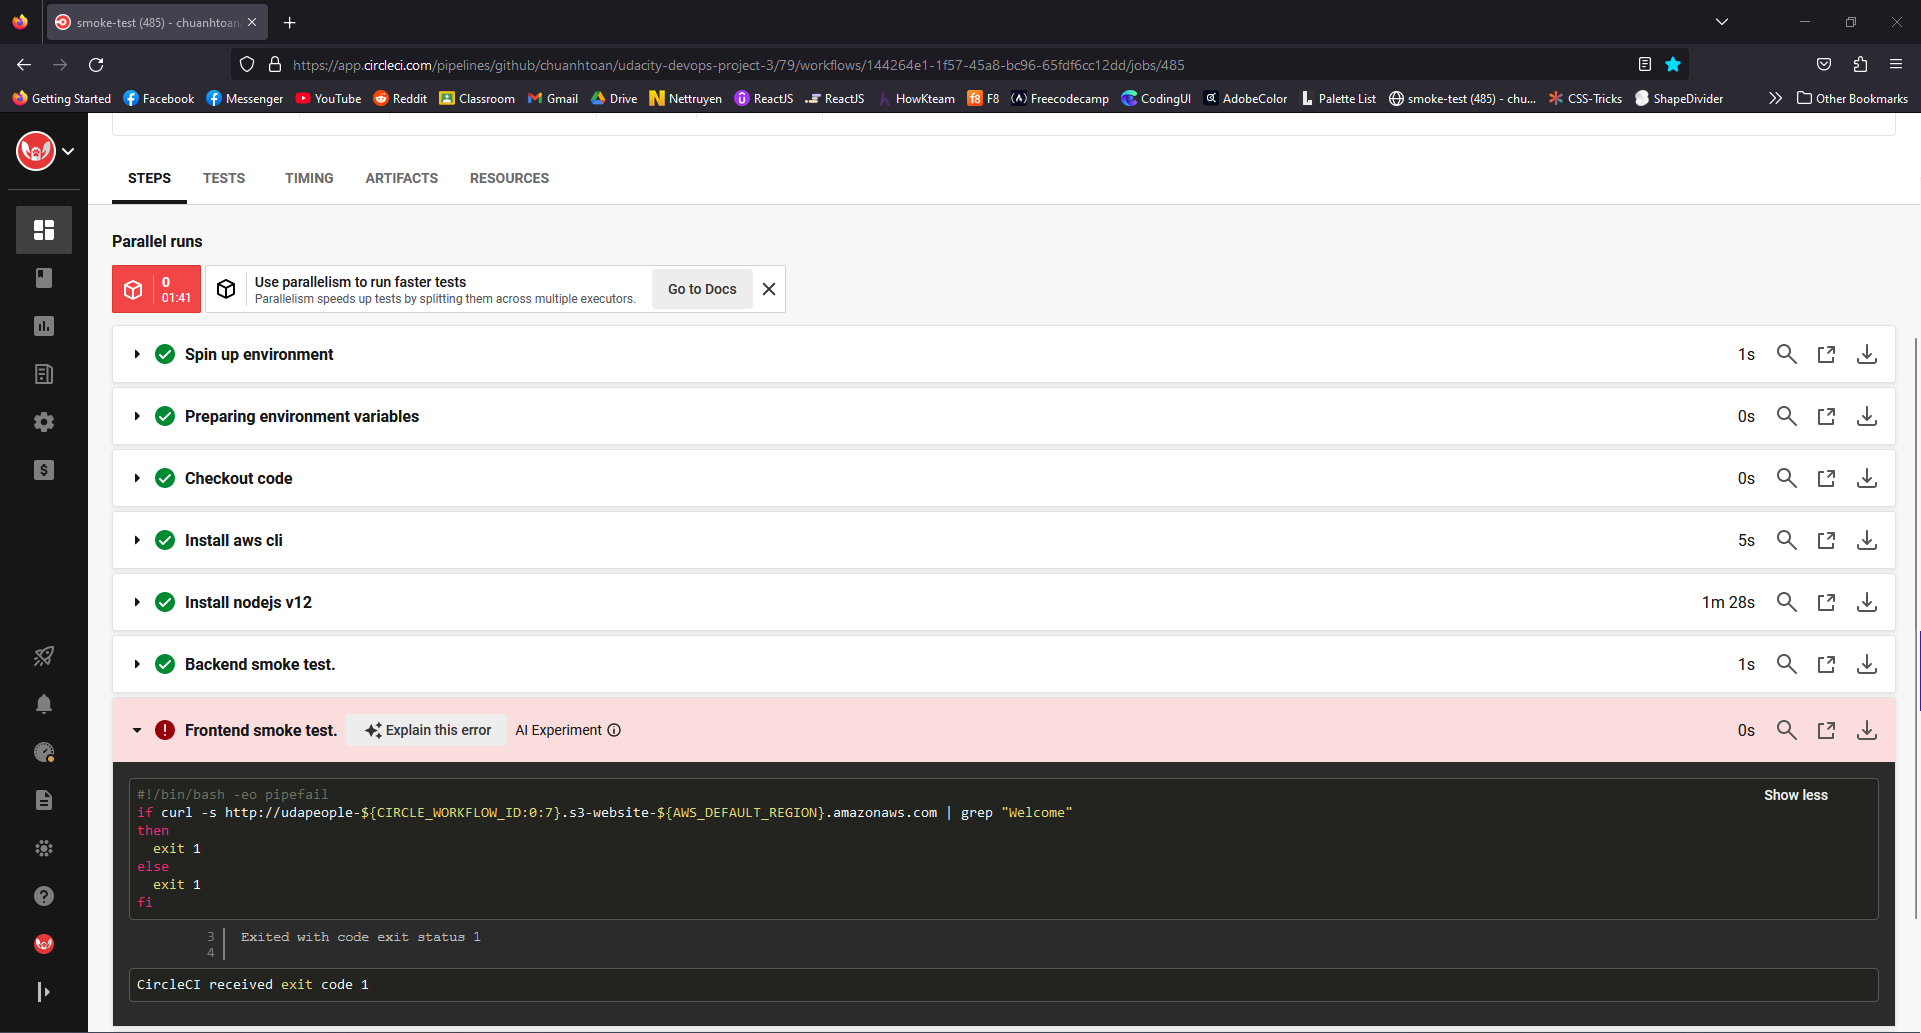 smoke-test (485) - chuanhtoan
https://app.circleci.com/pipelines/github/chuanhtoan/udacity-devops-project-3/79/workflows/144264e1-1f57-45a8-bc96-65fdf6cc12dd/jobs/485
Getting Started Facebook Messenger YouTube Reddit Classroom Gmail Drive Nettruyen ReactJS ReactJS HowKteam F8 Freecodecamp CodingUI AdobeColor Palette List smoke-test (485) - chu... CSS-Tricks ShapeDivider Other Bookmarks
STEPS TESTS TIMING ARTIFACTS RESOURCES
Parallel runs
0
01:41
Use parallelism to run faster tests
Parallelism speeds up tests by splitting them across multiple executors.
Go to Docs
Spin up environment 1s
Preparing environment variables 0s
Checkout code 0s
Install aws cli 5s
Install nodejs v12 1m 28s
Backend smoke test. 1s
Frontend smoke test. Explain this error AI Experiment 0s
#!/bin/bash -eo pipefail
Show less
if curl -s http://udapeople-${CIRCLE_WORKFLOW_ID:0:7}.s3-website-${AWS_DEFAULT_REGION}.amazonaws.com | grep "Welcome"
then
  exit 1
else
  exit 1
fi
3 Exited with code exit status 1
4
CircleCI received exit code 1